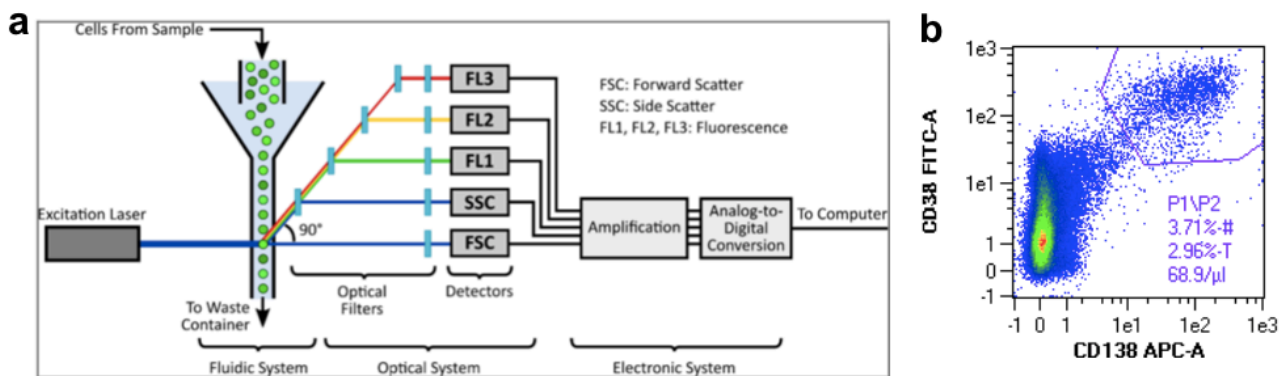 a
Cells From Sample
FL3
FL2
FL1
SSC
FSC
FSC: Forward Scatter
SSC: Side Scatter
FL1, FL2, FL3: Fluorescence
Excitation Laser
90°
Amplification
Analog-to-
Digital
Conversion
To Computer
To Waste
Container
Optical
Filters
Detectors
Fluidic System
Optical System
Electronic System
b
CD38 FITC-A
1e3
1e2
1e1
1
0
-1
P1\P2
3.71%-#
2.96%-T
68.9/µl
-1 0 1 1e1 1e2 1e3
CD138 APC-A